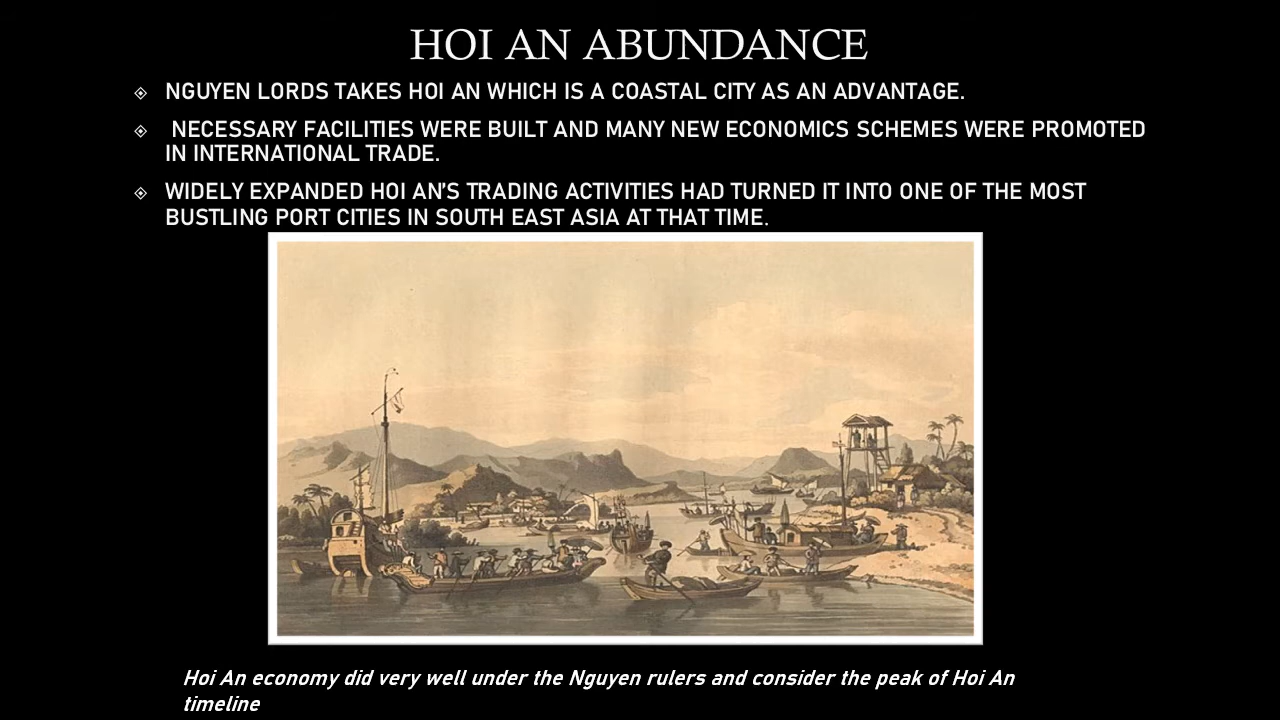 HOI AN ABUNDANCE
NGUYEN LORDS TAKES HOI AN WHICH IS A COASTAL CITY AS AN ADVANTAGE.
NECESSARY FACILITIES WERE BUILT AND MANY NEW ECONOMICS SCHEMES WERE PROMOTED
IN INTERNATIONAL TRADE.
WIDELY EXPANDED HOI AN'S TRADING ACTIVITIES HAD TURNED IT INTO ONE OF THE MOST
BUSTLING PORT CITIES IN SOUTH EAST ASIA AT THAT TIME.
Hoi An economy did very well under the Nguyen rulers and consider the peak of Hoi An
timeline